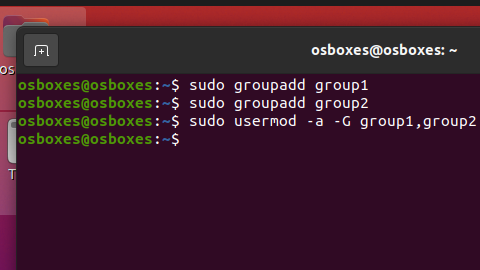 osboxes@osboxes: ~
os
osboxes@osboxes:~$ sudo groupadd group1
osboxes@osboxes:~$ sudo groupadd group2
osboxes@osboxes:~$ sudo usermod -a -G group1,group2
osboxes@osboxes:~$
T